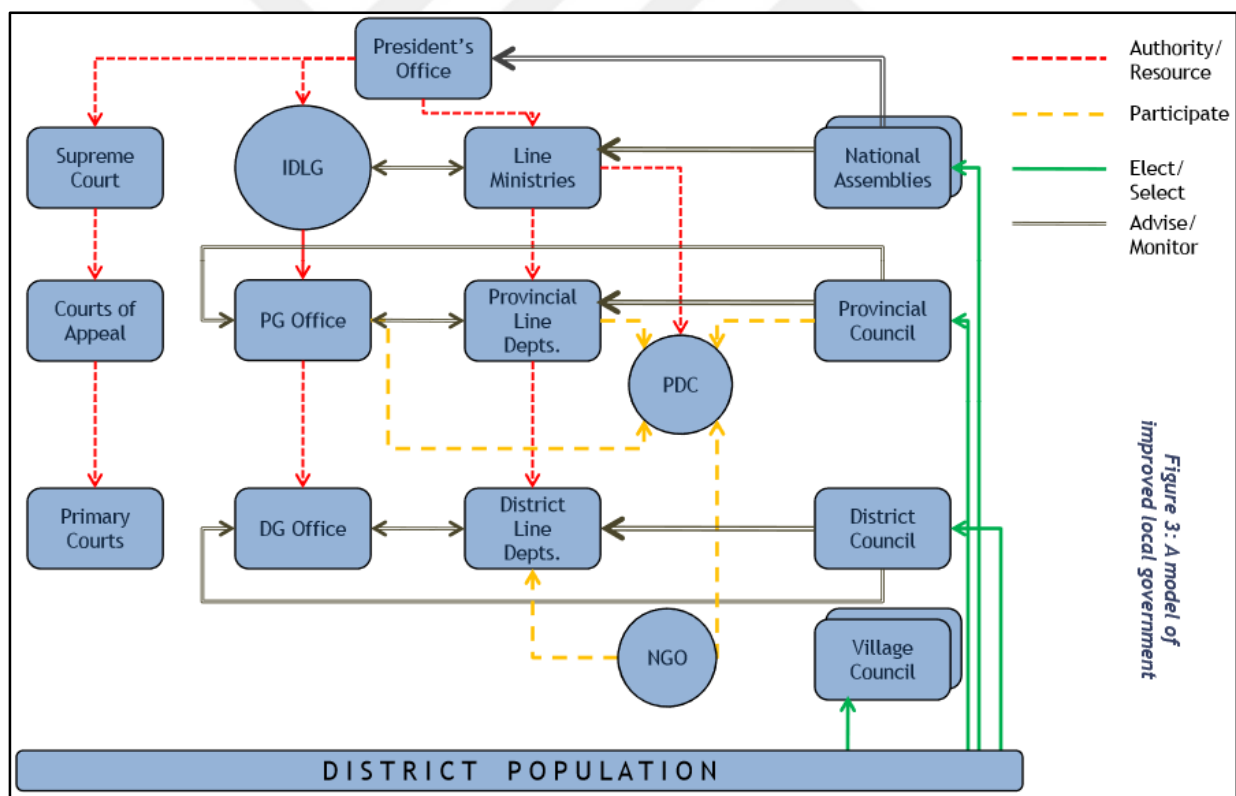 President's
Office
Authority/
Resource
Participate
Elect/
Select
Advise/
Monitor
Supreme
Court
IDLG
Line
Ministries
National
Assemblies
Courts of
Appeal
PG Office
Provincial
Line
Depts.
Provincial
Council
PDC
Primary
Courts
DG Office
District
Line
Depts.
District
Council
NGO
Village
Council
DISTRICT POPULATION
Figure 3: A model of
improved local government